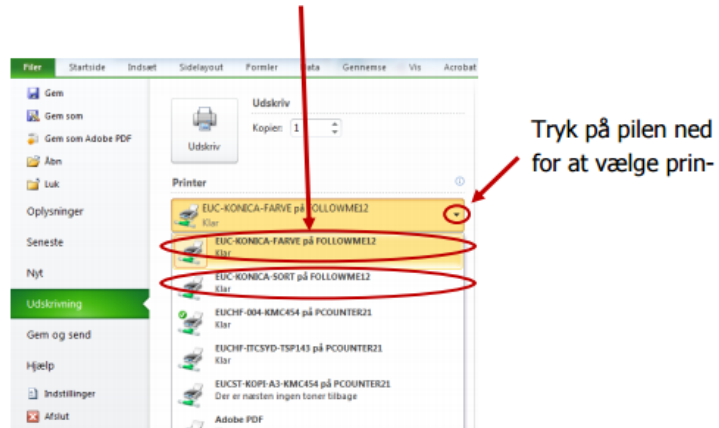 Filer Startside Indsæt Sidelayout Formler Data Gennemse Vis Acrobat
Gem
Gem som
Gem som Adobe PDF
Åbn
Luk
Oplysninger
Seneste
Nyt
Udskrivning
Gem og send
Hjælp
Indstillinger
Afslut
Udskriv
Udskriv
Kopier: 1
Printer
EUC-KONICA-FARVE på FOLLOWME12
Klar
EUC-KONICA-FARVE på FOLLOWME12
Klar
EUC-KONICA-SORT på FOLLOWME12
Klar
EUCHF-004-KMC454 på PCOUNTER21
Klar
EUCHF-ITCSYD-TSP143 på PCOUNTER21
Klar
EUCST-KOPI-A3-KMC454 på PCOUNTER21
Der er næsten ingen toner tilbage
Adobe PDF
Tryk på pilen ned
for at vælge prin-